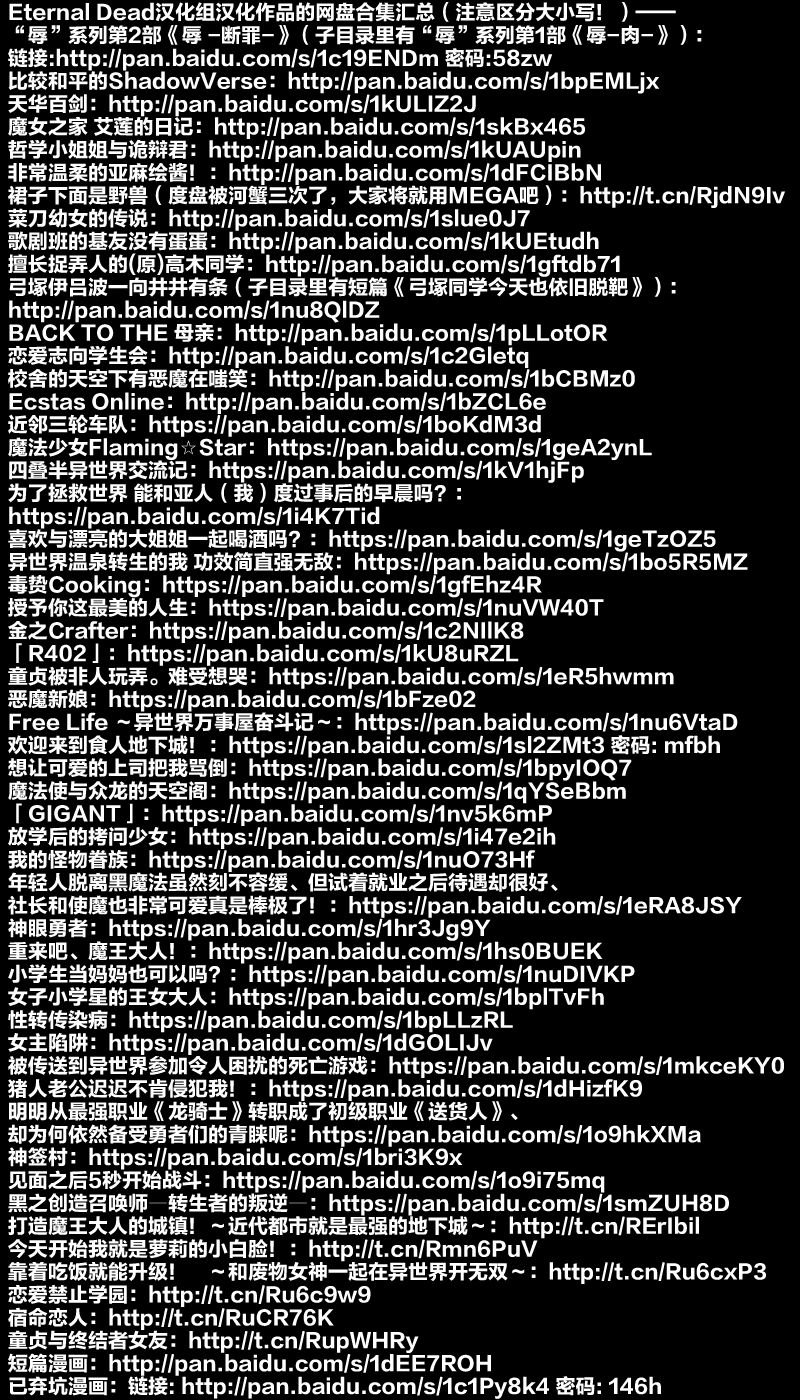 Eternal Dead汉化组汉化作品的网盘合集汇总（注意区分大小写！）——
“辱”系列第2部《辱 -断罪-》（子目录里有“辱”系列第1部《辱-肉-》）：
链接:http://pan.baidu.com/s/1c19ENDm 密码:58zw
比较和平的ShadowVerse：http://pan.baidu.com/s/1bpEMLjx
天华百剑：http://pan.baidu.com/s/1kULIZ2J
魔女之家 艾莲的日记：http://pan.baidu.com/s/1skBx465
哲学小姐姐与诡辩君：http://pan.baidu.com/s/1kUAUpin
非常温柔的亚麻绘酱！：http://pan.baidu.com/s/1dFClBbN
裙子下面是野兽（度盘被河蟹三次了，大家将就用MEGA吧）：http://t.cn/RjdN9lv
菜刀幼女的传说：http://pan.baidu.com/s/1slue0J7
歌剧班的基友没有蛋蛋：http://pan.baidu.com/s/1kUEtudh
擅长捉弄人的(原)高木同学：http://pan.baidu.com/s/1gftdb71
弓塚伊吕波一向井井有条（子目录里有短篇《弓塚同学今天也依旧脱靶》）：
http://pan.baidu.com/s/1nu8QlDZ
BACK TO THE 母亲：http://pan.baidu.com/s/1pLLotOR
恋爱志向学生会：http://pan.baidu.com/s/1c2Gletq
校舍的天空下有恶魔在嗤笑：http://pan.baidu.com/s/1bCBMz0
Ecstas Online：http://pan.baidu.com/s/1bZCL6e
近邻三轮车队：https://pan.baidu.com/s/1boKdM3d
魔法少女Flaming☆Star：https://pan.baidu.com/s/1geA2ynL
四叠半异世界交流记：https://pan.baidu.com/s/1kV1hjFp
为了拯救世界 能和亚人（我）度过事后的早晨吗？：
https://pan.baidu.com/s/1i4K7Tid
喜欢与漂亮的大姐姐一起喝酒吗？：https://pan.baidu.com/s/1geTzOZ5
异世界温泉转生的我 功效简直强无敌：https://pan.baidu.com/s/1bo5R5MZ
毒贽Cooking：https://pan.baidu.com/s/1gfEhz4R
授予你这最美的人生：https://pan.baidu.com/s/1nuVW40T
金之Crafter：https://pan.baidu.com/s/1c2NIlK8
「R402」：https://pan.baidu.com/s/1kU8uRZL
童贞被非人玩弄。难受想哭：https://pan.baidu.com/s/1eR5hwmm
恶魔新娘：https://pan.baidu.com/s/1bFze02
Free Life ～异世界万事屋奋斗记～：https://pan.baidu.com/s/1nu6VtaD
欢迎来到食人地下城！：https://pan.baidu.com/s/1sl2ZMt3 密码: mfbh
想让可爱的上司把我骂倒：https://pan.baidu.com/s/1bpyIOQ7
魔法使与众龙的天空阁：https://pan.baidu.com/s/1qYSeBbm
「GIGANT」：https://pan.baidu.com/s/1nv5k6mP
放学后的拷问少女：https://pan.baidu.com/s/1i47e2ih
我的怪物眷族：https://pan.baidu.com/s/1nuO73Hf
年轻人脱离黑魔法虽然刻不容缓、但试着就业之后待遇却很好、
社长和使魔也非常可爱真是棒极了！：https://pan.baidu.com/s/1eRA8JSY
神眼勇者：https://pan.baidu.com/s/1hr3Jg9Y
重来吧、魔王大人！：https://pan.baidu.com/s/1hs0BUEK
小学生当妈妈也可以吗？：https://pan.baidu.com/s/1nuDIVKP
女子小学星的王女大人：https://pan.baidu.com/s/1bplTvFh
性转传染病：https://pan.baidu.com/s/1bpLLzRL
女主陷阱：https://pan.baidu.com/s/1dGOLIJv
被传送到异世界参加令人困扰的死亡游戏：https://pan.baidu.com/s/1mkceKY0
猪人老公迟迟不肯侵犯我！：https://pan.baidu.com/s/1dHizfK9
明明从最强职业《龙骑士》转职成了初级职业《送货人》、
却为何依然备受勇者们的青睐呢：https://pan.baidu.com/s/1o9hkXMa
神签村：https://pan.baidu.com/s/1bri3K9x
见面之后5秒开始战斗：https://pan.baidu.com/s/1o9i75mq
黑之创造召唤师—转生者的叛逆—：https://pan.baidu.com/s/1smZUH8D
打造魔王大人的城镇！～近代都市就是最强的地下城～：http://t.cn/RErIbil
今天开始我就是萝莉的小白脸！：http://t.cn/Rmn6PuV
靠着吃饭就能升级！　～和废物女神一起在异世界开无双～：http://t.cn/Ru6cxP3
恋爱禁止学园：http://t.cn/Ru6c9w9
宿命恋人：http://t.cn/RuCR76K
童贞与终结者女友：http://t.cn/RupWHRy
短篇漫画：https://pan.baidu.com/s/1dEE7ROH
已弃坑漫画：链接: http://pan.baidu.com/s/1c1Py8k4 密码: 146h